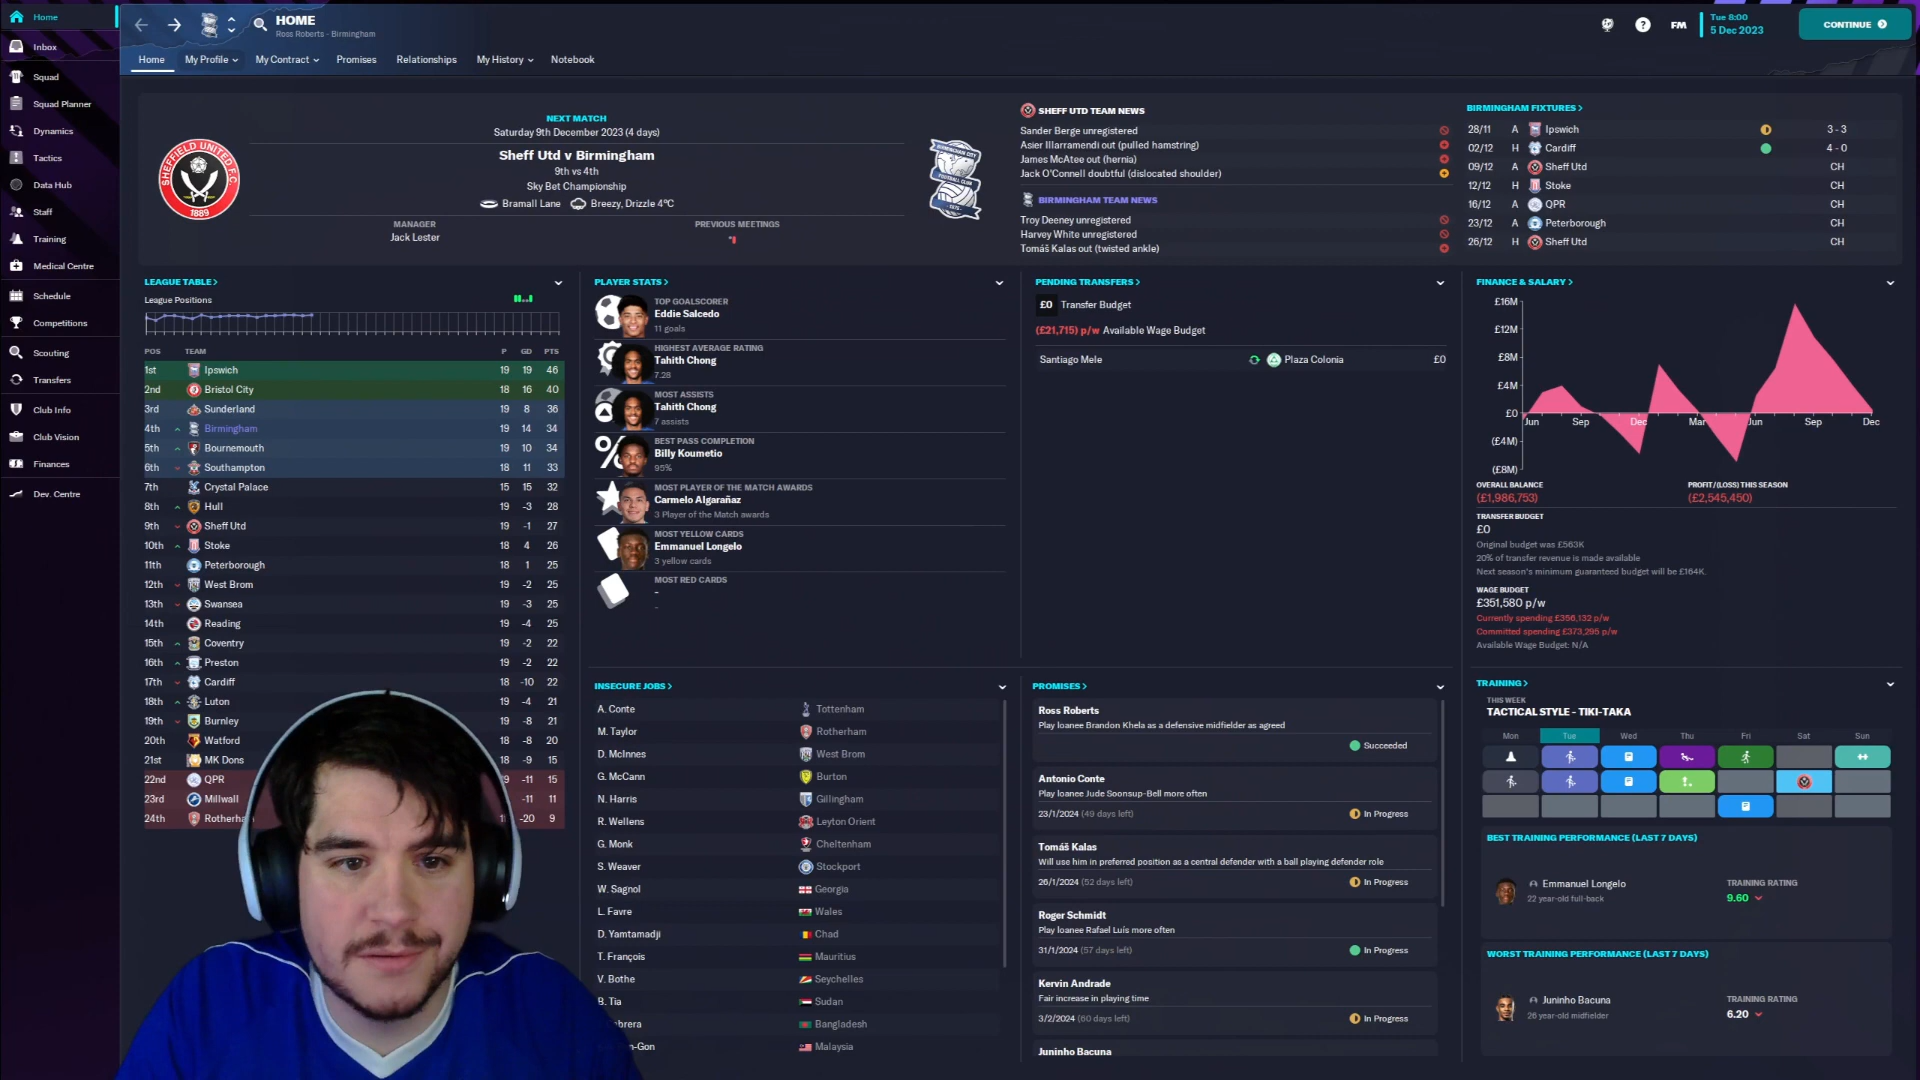 Home
Inbox
Squad
Squad Planner
Dynamics
Tactics
Data Hub
Staff
Training
Medical Centre
Schedule
Competitions
Scouting
Transfers
Club Info
Club Vision
Finances
Dev. Centre
HOME
Ross Roberts - Birmingham
FM
Tue 8:00
5 Dec 2023
CONTINUE
Home My Profile My Contract Promises Relationships My History Notebook
NEXT MATCH
Saturday 9th December 2023 (4 days)
Sheff Utd v Birmingham
9th vs 4th
Sky Bet Championship
Bramall Lane Breezy, Drizzle 4ºC
MANAGER
Jack Lester
PREVIOUS MEETINGS
SHEFFIELD UNITED F.C.
1889
SHEFF UTD TEAM NEWS
Sander Berge unregistered
Asier Illarramendi out (pulled hamstring)
James McAtee out (hernia)
Jack O'Connell doubtful (dislocated shoulder)
BIRMINGHAM TEAM NEWS
Troy Deeney unregistered
Harvey White unregistered
Tomáš Kalas out (twisted ankle)
BIRMINGHAM FIXTURES >
28/11 A Ipswich 3 - 3
02/12 H Cardiff 4 - 0
09/12 A Sheff Utd CH
12/12 H Stoke CH
16/12 A QPR CH
23/12 A Peterborough CH
26/12 H Sheff Utd CH
LEAGUE TABLE >
League Positions
POS TEAM P GD PTS
1st Ipswich 19 19 46
2nd Bristol City 18 16 40
3rd Sunderland 19 8 36
4th Birmingham 19 14 34
5th Bournemouth 19 10 34
6th Southampton 18 11 33
7th Crystal Palace 15 15 32
8th Hull 19 -3 28
9th Sheff Utd 19 -1 27
10th Stoke 18 4 26
11th Peterborough 18 1 25
12th West Brom 19 -2 25
13th Swansea 19 -3 25
14th Reading 19 -4 25
15th Coventry 19 -2 22
16th Preston 19 -2 22
17th Cardiff 18 -10 22
18th Luton 19 -4 21
19th Burnley 19 -8 21
20th Watford 18 -8 20
21st MK Dons 18 -9 15
22nd QPR -11 15
23rd Millwall -11 11
24th Rotherha -20 9
PLAYER STATS >
TOP GOALSCORER
Eddie Salcedo
11 goals
HIGHEST AVERAGE RATING
Tahith Chong
7.28
MOST ASSISTS
Tahith Chong
7 assists
BEST PASS COMPLETION
Billy Koumetio
95%
MOST PLAYER OF THE MATCH AWARDS
Carmelo Algarañaz
3 Player of the Match awards
MOST YELLOW CARDS
Emmanuel Longelo
3 yellow cards
MOST RED CARDS
-
-
PENDING TRANSFERS >
£0 Transfer Budget
(£21,715) p/w Available Wage Budget
Santiago Mele Plaza Colonia £0
FINANCE & SALARY >
£16M
£12M
£8M
£4M
£0
(£4M)
(£8M)
Jun Sep Dec Mar Jun Sep Dec
OVERALL BALANCE
(£1,986,753)
PROFIT/(LOSS) THIS SEASON
(£2,545,450)
TRANSFER BUDGET
£0
Original budget was £563K
20% of transfer revenue is made available
Next season's minimum guaranteed budget will be £164K.
WAGE BUDGET
£351,580 p/w
Currently spending £356,132 p/w
Committed spending £373,295 p/w
Available Wage Budget: N/A
INSECURE JOBS >
A. Conte Tottenham
M. Taylor Rotherham
D. McInnes West Brom
G. McCann Burton
N. Harris Gillingham
R. Wellens Leyton Orient
G. Monk Cheltenham
S. Weaver Stockport
W. Sagnol Georgia
L. Favre Wales
D. Yamtamadji Chad
T. François Mauritius
V. Bothe Seychelles
B. Tia Sudan
brera Bangladesh
n-Gon Malaysia
PROMISES >
Ross Roberts
Play loanee Brandon Khela as a defensive midfielder as agreed
Succeeded
Antonio Conte
Play loanee Jude Soonsup-Bell more often
23/1/2024 (49 days left) In Progress
Tomáš Kalas
Will use him in preferred position as a central defender with a ball playing defender role
26/1/2024 (52 days left) In Progress
Roger Schmidt
Play loanee Rafael Luís more often
31/1/2024 (57 days left) In Progress
Kervin Andrade
Fair increase in playing time
3/2/2024 (60 days left) In Progress
Juninho Bacuna
TRAINING >
THIS WEEK
TACTICAL STYLE - TIKI-TAKA
Mon Tue Wed Thu Fri Sat Sun
BEST TRAINING PERFORMANCE (LAST 7 DAYS)
Emmanuel Longelo
22 year-old full-back
TRAINING RATING
9.60
WORST TRAINING PERFORMANCE (LAST 7 DAYS)
Juninho Bacuna
26 year-old midfielder
TRAINING RATING
6.20